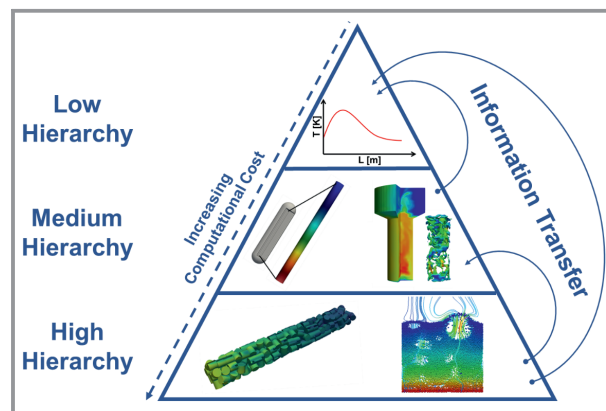 Low
Hierarchy
T [K]
L [m]
Increasing
Computational Cost
Information Transfer
Medium
Hierarchy
High
Hierarchy